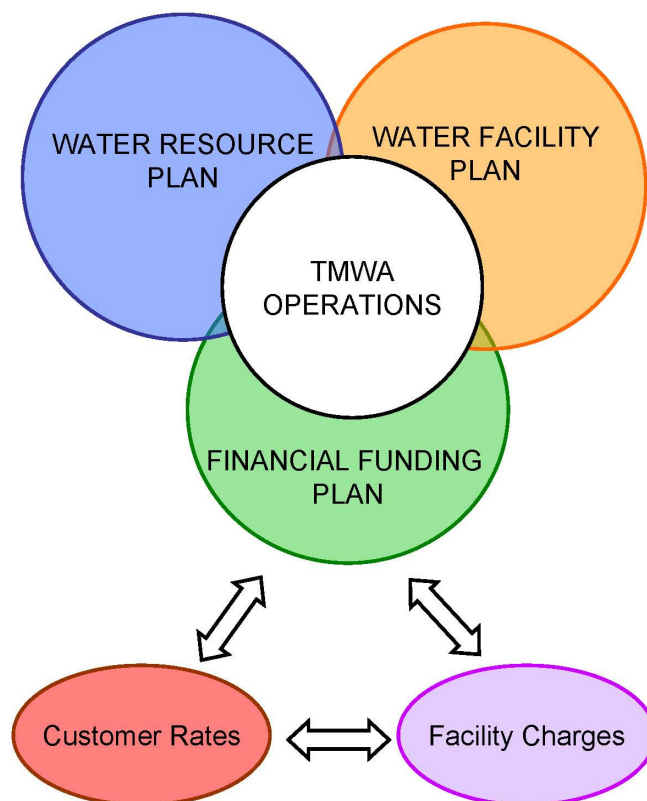 WATER RESOURCE
PLAN
WATER FACILITY
PLAN
TMWA
OPERATIONS
FINANCIAL FUNDING
PLAN
Customer Rates
Facility Charges